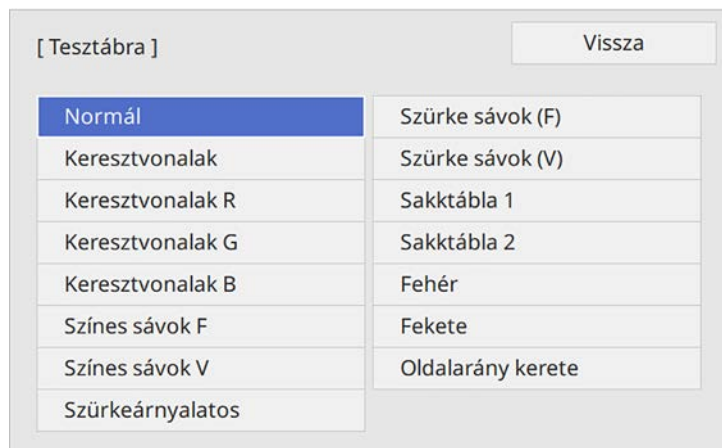 [ Tesztábra ]
Vissza
Normál
Keresztvonalak
Keresztvonalak R
Keresztvonalak G
Keresztvonalak B
Színes sávok F
Színes sávok V
Szürkeárnyalatos
Szürke sávok (F)
Szürke sávok (V)
Sakktábla 1
Sakktábla 2
Fehér
Fekete
Oldalarány kerete